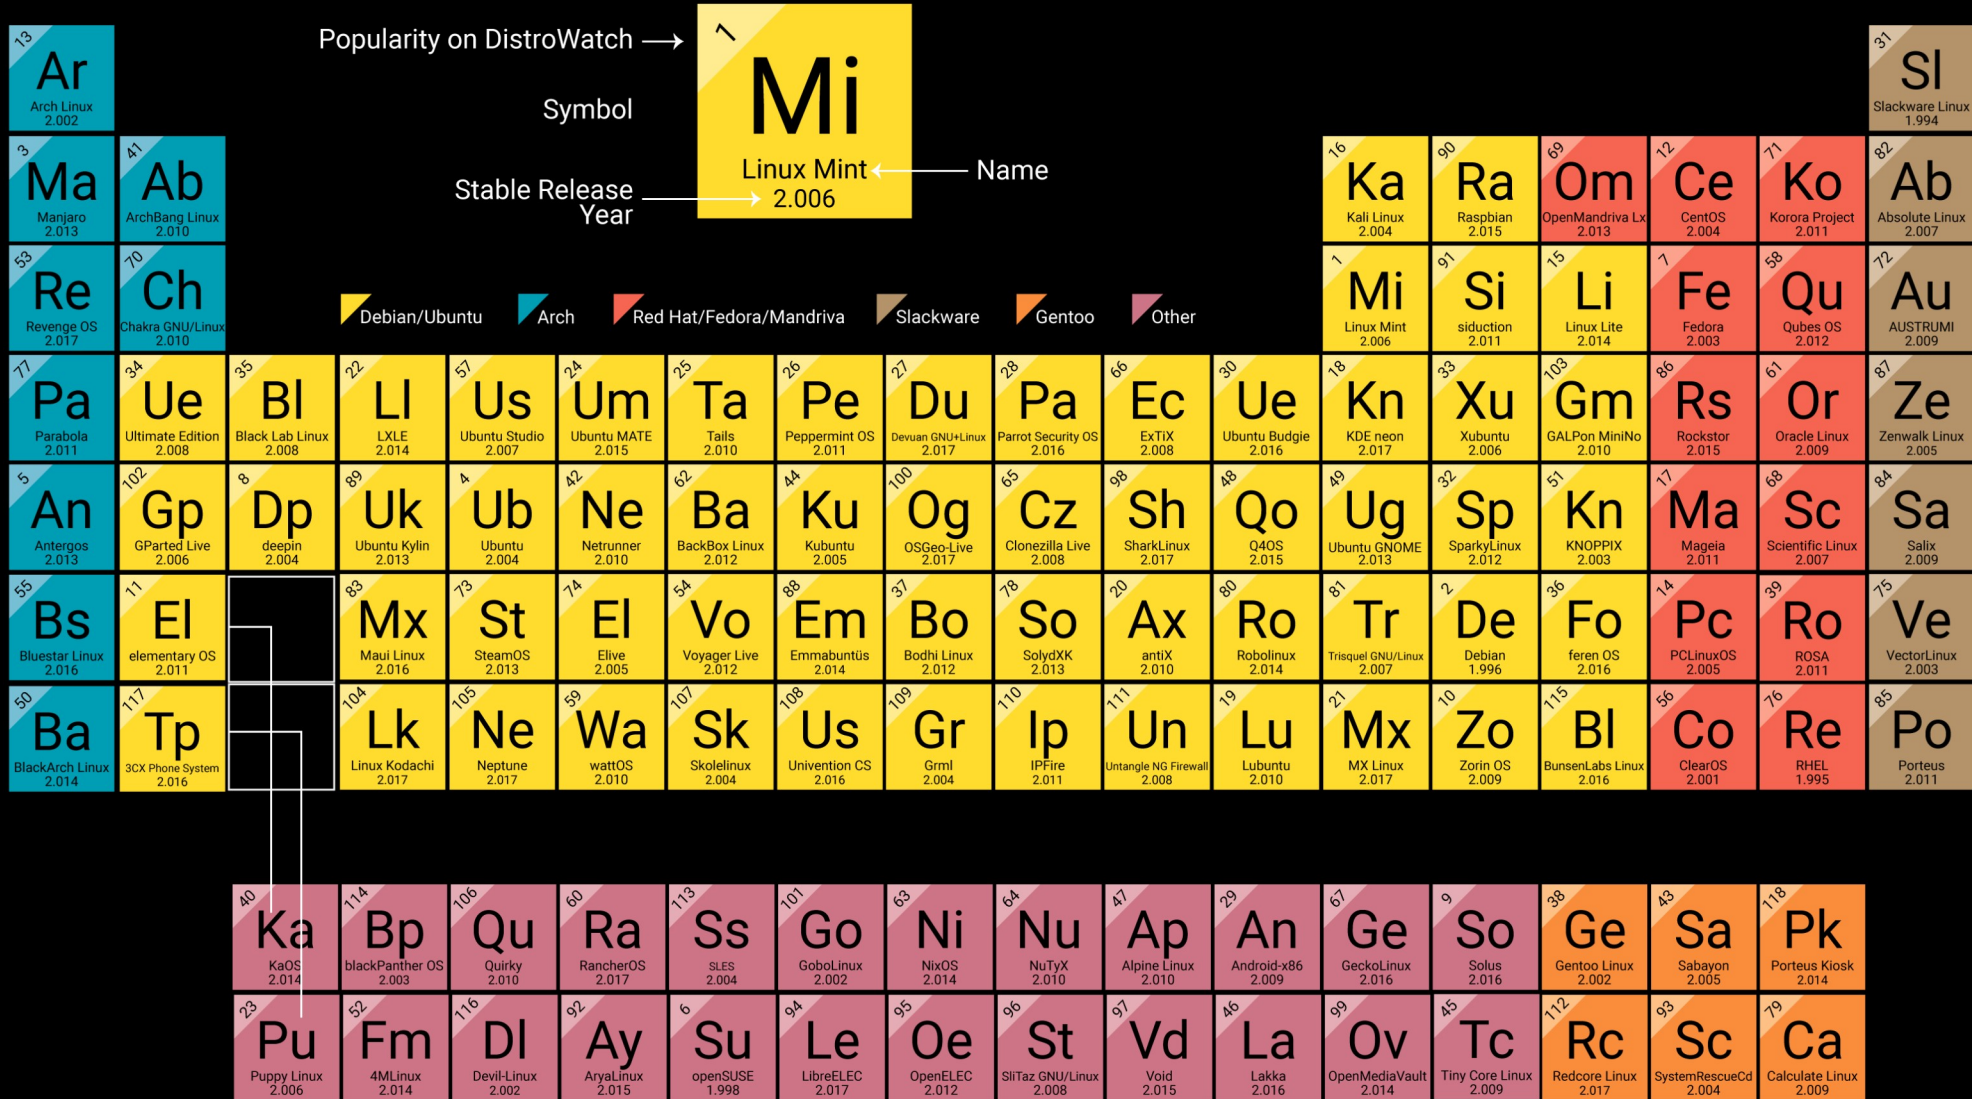 Popularity on DistroWatch
Symbol
Stable Release
Year
Name
1
Mi
Linux Mint
2.006
Debian/Ubuntu
Arch
Red Hat/Fedora/Mandriva
Slackware
Gentoo
Other
13
Ar
Arch Linux
2.002
31
Sl
Slackware Linux
1.994
3
Ma
Manjaro
2.013
41
Ab
ArchBang Linux
2.010
16
Ka
Kali Linux
2.004
90
Ra
Raspbian
2.015
69
Om
OpenMandriva Lx
2.013
12
Ce
CentOS
2.004
71
Ko
Korora Project
2.011
82
Ab
Absolute Linux
2.007
53
Re
Revenge OS
2.017
70
Ch
Chakra GNU/Linux
2.010
1
Mi
Linux Mint
2.006
91
Si
siduction
2.011
15
Li
Linux Lite
2.014
7
Fe
Fedora
2.003
58
Qu
Qubes OS
2.012
72
Au
AUSTRUMI
2.009
77
Pa
Parabola
2.011
34
Ue
Ultimate Edition
2.008
35
Bl
Black Lab Linux
2.008
22
Ll
LXLE
2.014
57
Us
Ubuntu Studio
2.007
24
Um
Ubuntu MATE
2.015
25
Ta
Tails
2.010
26
Pe
Peppermint OS
2.011
27
Du
Devuan GNU+Linux
2.017
28
Pa
Parrot Security OS
2.016
66
Ec
ExTiX
2.008
30
Ue
Ubuntu Budgie
2.016
18
Kn
KDE neon
2.017
33
Xu
Xubuntu
2.006
103
Gm
GALPon MiniNo
2.010
86
Rs
Rockstor
2.015
61
Or
Oracle Linux
2.009
87
Ze
Zenwalk Linux
2.005
5
An
Antergos
2.013
102
Gp
GParted Live
2.006
8
Dp
deepin
2.004
89
Uk
Ubuntu Kylin
2.013
4
Ub
Ubuntu
2.004
42
Ne
Netrunner
2.010
62
Ba
BackBox Linux
2.012
44
Ku
Kubuntu
2.005
100
Og
OSGeo-Live
2.017
65
Cz
Clonezilla Live
2.008
98
Sh
SharkLinux
2.017
48
Qo
Q4OS
2.015
49
Ug
Ubuntu GNOME
2.013
32
Sp
SparkyLinux
2.012
51
Kn
KNOPPIX
2.003
17
Ma
Mageia
2.011
68
Sc
Scientific Linux
2.007
84
Sa
Salix
2.009
55
Bs
Bluestar Linux
2.016
11
El
elementary OS
2.011
83
Mx
Maui Linux
2.016
73
St
SteamOS
2.013
74
El
Elive
2.005
54
Vo
Voyager Live
2.012
88
Em
Emmabuntüs
2.014
37
Bo
Bodhi Linux
2.012
78
So
SolydXK
2.013
20
Ax
antiX
2.010
80
Ro
Robolinux
2.014
81
Tr
Trisquel GNU/Linux
2.007
2
De
Debian
1.996
36
Fo
feren OS
2.016
14
Pc
PCLinuxOS
2.005
39
Ro
ROSA
2.011
75
Ve
VectorLinux
2.003
50
Ba
BlackArch Linux
2.014
117
Tp
3CX Phone System
2.016
104
Lk
Linux Kodachi
2.017
105
Ne
Neptune
2.017
59
Wa
wattOS
2.010
107
Sk
Skolelinux
2.004
108
Us
Univention CS
2.016
109
Gr
Grml
2.004
110
Ip
IPFire
2.011
111
Un
Untangle NG Firewall
2.008
19
Lu
Lubuntu
2.010
21
Mx
MX Linux
2.017
10
Zo
Zorin OS
2.009
115
Bl
BunsenLabs Linux
2.016
56
Co
ClearOS
2.001
76
Re
RHEL
1.995
85
Po
Porteus
2.011
40
Ka
KaOS
2.014
114
Bp
blackPanther OS
2.003
106
Qu
Quirky
2.010
60
Ra
RancherOS
2.017
113
Ss
SLES
2.004
101
Go
GoboLinux
2.002
63
Ni
NixOS
2.014
64
Nu
NuTyX
2.010
47
Ap
Alpine Linux
2.010
29
An
Android-x86
2.009
67
Ge
GeckoLinux
2.016
9
So
Solus
2.016
38
Ge
Gentoo Linux
2.002
43
Sa
Sabayon
2.005
118
Pk
Porteus Kiosk
2.014
23
Pu
Puppy Linux
2.006
52
Fm
4MLinux
2.014
116
Dl
Devil-Linux
2.002
92
Ay
AryaLinux
2.015
6
Su
openSUSE
1.998
94
Le
LibreELEC
2.017
95
Oe
OpenELEC
2.012
96
St
SliTaz GNU/Linux
2.008
97
Vd
Void
2.015
46
La
Lakka
2.016
99
Ov
OpenMediaVault
2.014
45
Tc
Tiny Core Linux
2.009
112
Rc
Redcore Linux
2.017
93
Sc
SystemRescueCd
2.004
79
Ca
Calculate Linux
2.009